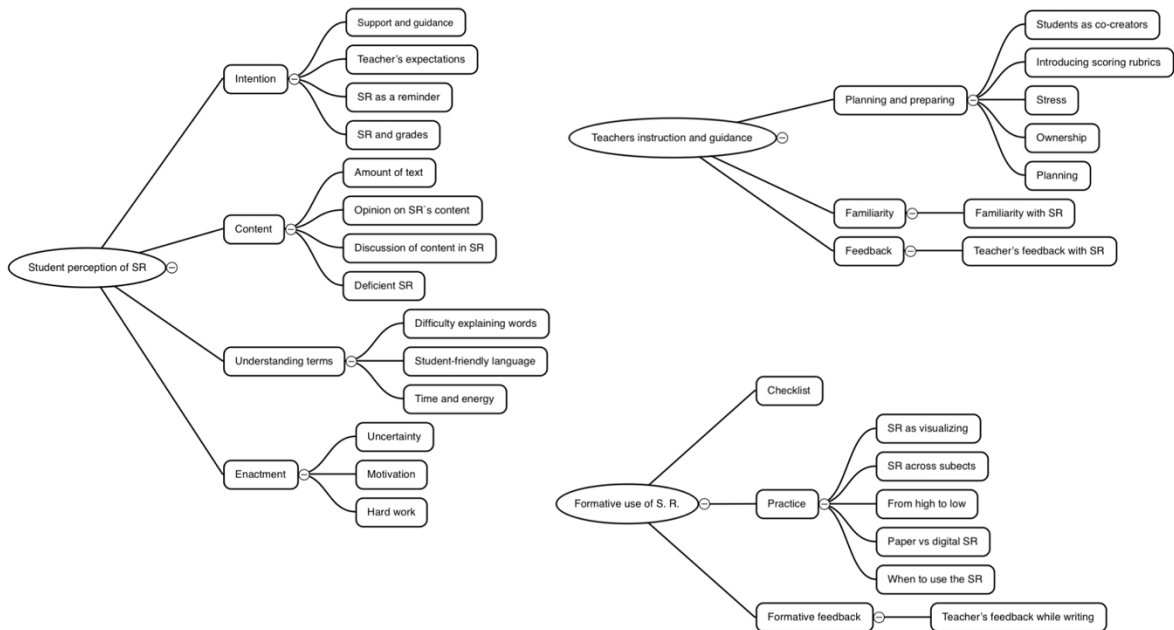 Student perception of SR
Intention
Support and guidance
Teacher's expectations
SR as a reminder
SR and grades
Content
Amount of text
Opinion on SR´s content
Discussion of content in SR
Deficient SR
Understanding terms
Difficulty explaining words
Student-friendly language
Time and energy
Enactment
Uncertainty
Motivation
Hard work
Teachers instruction and guidance
Planning and preparing
Students as co-creators
Introducing scoring rubrics
Stress
Ownership
Planning
Familiarity
Familiarity with SR
Feedback
Teacher's feedback with SR
Formative use of S. R.
Checklist
Practice
SR as visualizing
SR across subects
From high to low
Paper vs digital SR
When to use the SR
Formative feedback
Teacher's feedback while writing